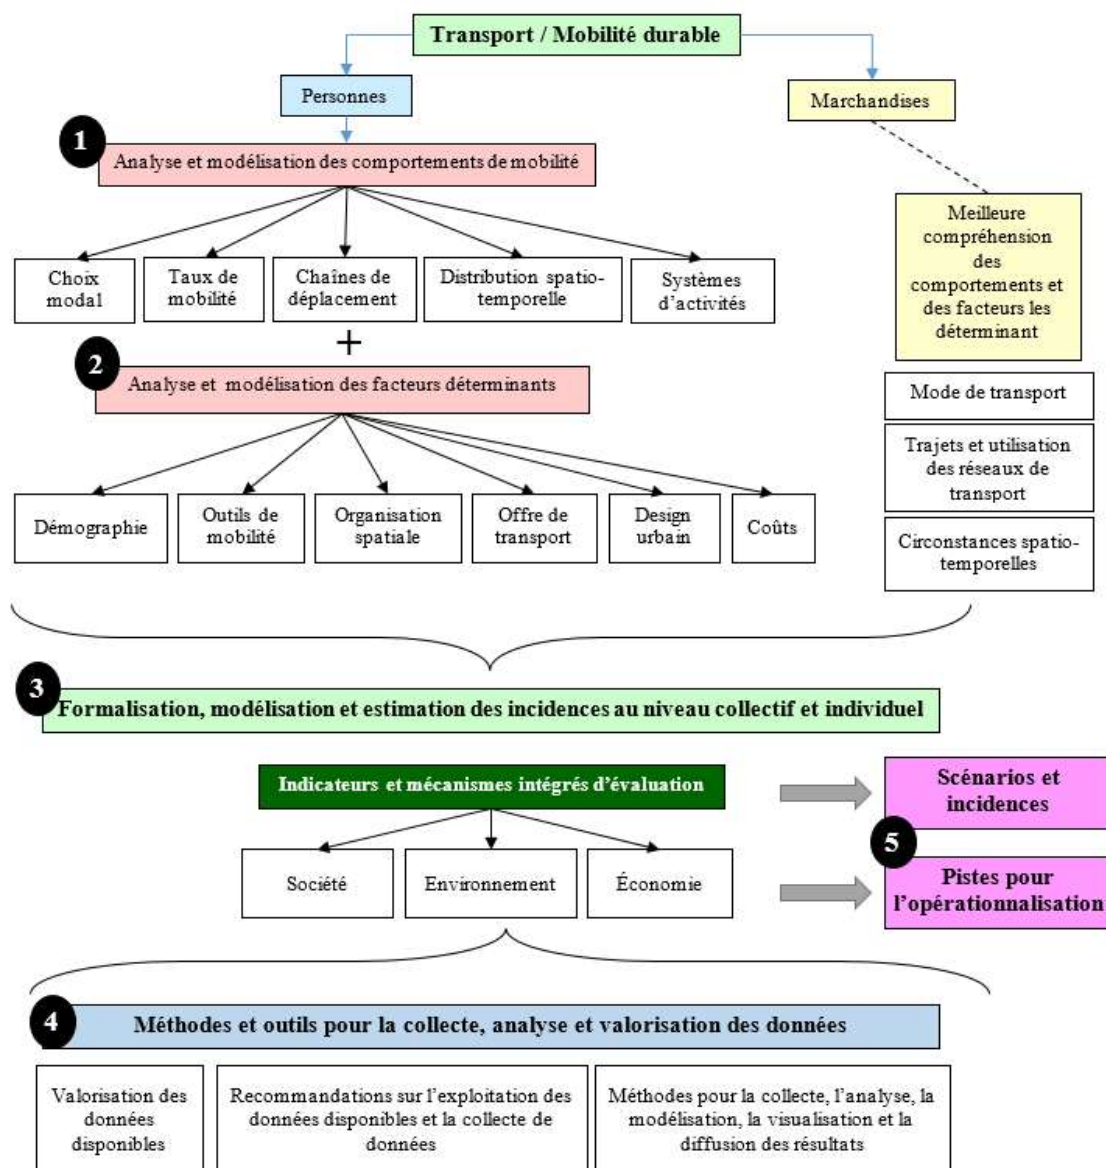 Transport / Mobilité durable
Personnes
Marchandises
1
Analyse et modélisation des comportements de mobilité
Choix
modal
Taux de
mobilité
Chaînes de
déplacement
Distribution spatio-
temporelle
Systèmes
d'activités
Meilleure
compréhension
des
comportements et
des facteurs les
déterminant
+
2
Analyse et modélisation des facteurs déterminants
Mode de transport
Trajets et utilisation
des réseaux de
transport
Circonstances spatio-
temporelles
Démographie
Outils de
mobilité
Organisation
spatiale
Offre de
transport
Design
urbain
Coûts
3
Formalisation, modélisation et estimation des incidences au niveau collectif et individuel
Indicateurs et mécanismes intégrés d'évaluation
Scénarios et
incidences
Société
Environnement
Économie
5
Pistes pour
l'opérationnalisation
4
Méthodes et outils pour la collecte, analyse et valorisation des données
Valorisation des
données
disponibles
Recommandations sur l'exploitation des
données disponibles et la collecte de
données
Méthodes pour la collecte, l'analyse, la
modélisation, la visualisation et la
diffusion des résultats